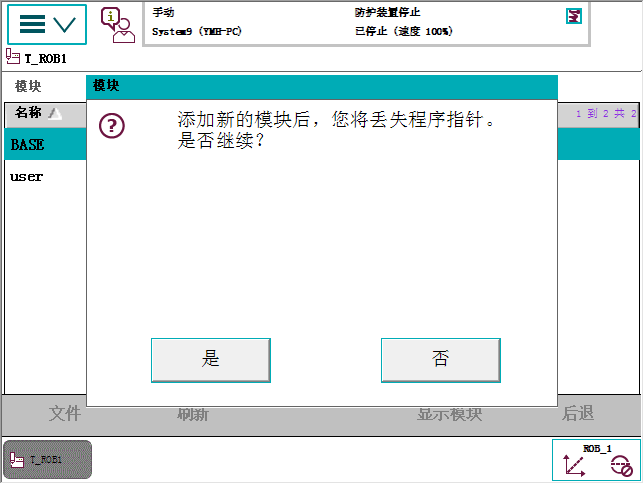 手动
防护装置停止
System9 (YMH-PC)
已停止 (速度 100%)
T_ROB1
模块
模块
名称
1 到 2 共 2
添加新的模块后，您将丢失程序指针。
是否继续？
BASE
user
是
否
文件
刷新
显示模块
后退
T_ROB1
ROB_1